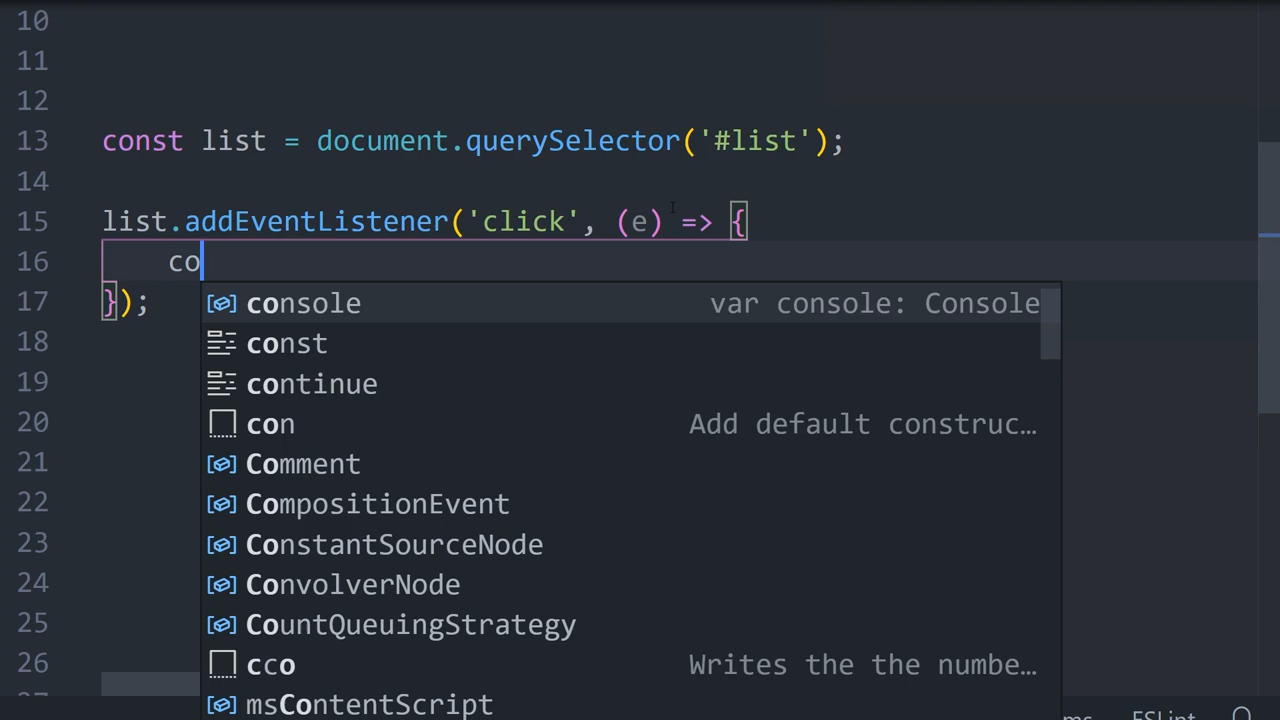 10
11
12
13 const list = document.querySelector('#list');
14
15 list.addEventListener('click', (e) => {
16 co
17 });
console var console: Console
18 const
19 continue
20 con Add default construc…
21 Comment
22 CompositionEvent
23 ConstantSourceNode
24 ConvolverNode
25 CountQueuingStrategy
26 cco Writes the the numbe…
msContentScript
ESLint